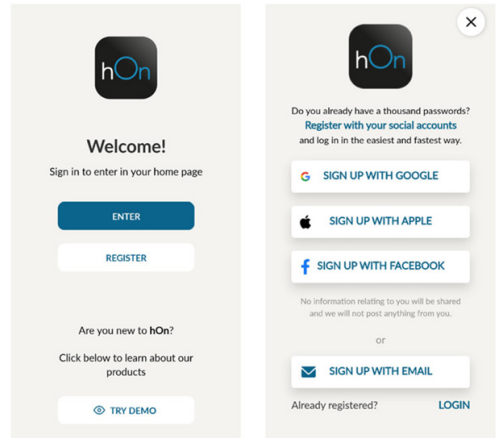 hOn
Welcome!
Sign in to enter in your home page
ENTER
REGISTER
Are you new to hOn?
Click below to learn about our
products
TRY DEMO
hOn
Do you already have a thousand passwords?
Register with your social accounts
and log in in the easiest and fastest way.
SIGN UP WITH GOOGLE
SIGN UP WITH APPLE
SIGN UP WITH FACEBOOK
No information relating to you will be shared
and we will not post anything from you.
or
SIGN UP WITH EMAIL
Already registered? LOGIN